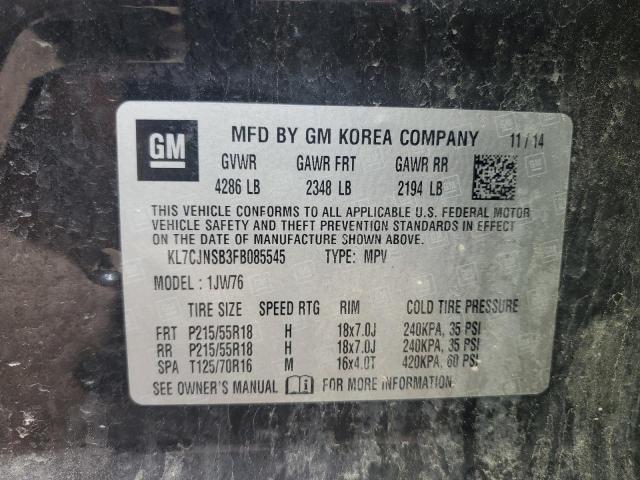 GM MFD BY GM KOREA COMPANY 11/14
GVWR GAWR FRT GAWR RR
4286 LB 2348 LB 2194 LB
THIS VEHICLE CONFORMS TO ALL APPLICABLE U.S. FEDERAL MOTOR
VEHICLE SAFETY AND THEFT PREVENTION STANDARDS IN EFFECT
ON THE DATE OF MANUFACTURE SHOWN ABOVE.
KL7CJNSB3FB085545 TYPE: MPV
MODEL: 1JW76
TIRE SIZE SPEED RTG RIM COLD TIRE PRESSURE
FRT P215/55R18 H 18x7.0J 240KPA, 35 PSI
RR P215/55R18 H 18x7.0J 240KPA, 35 PSI
SPA T125/70R16 M 16x4.0T 420KPA, 60 PSI
SEE OWNER'S MANUAL FOR MORE INFORMATION.